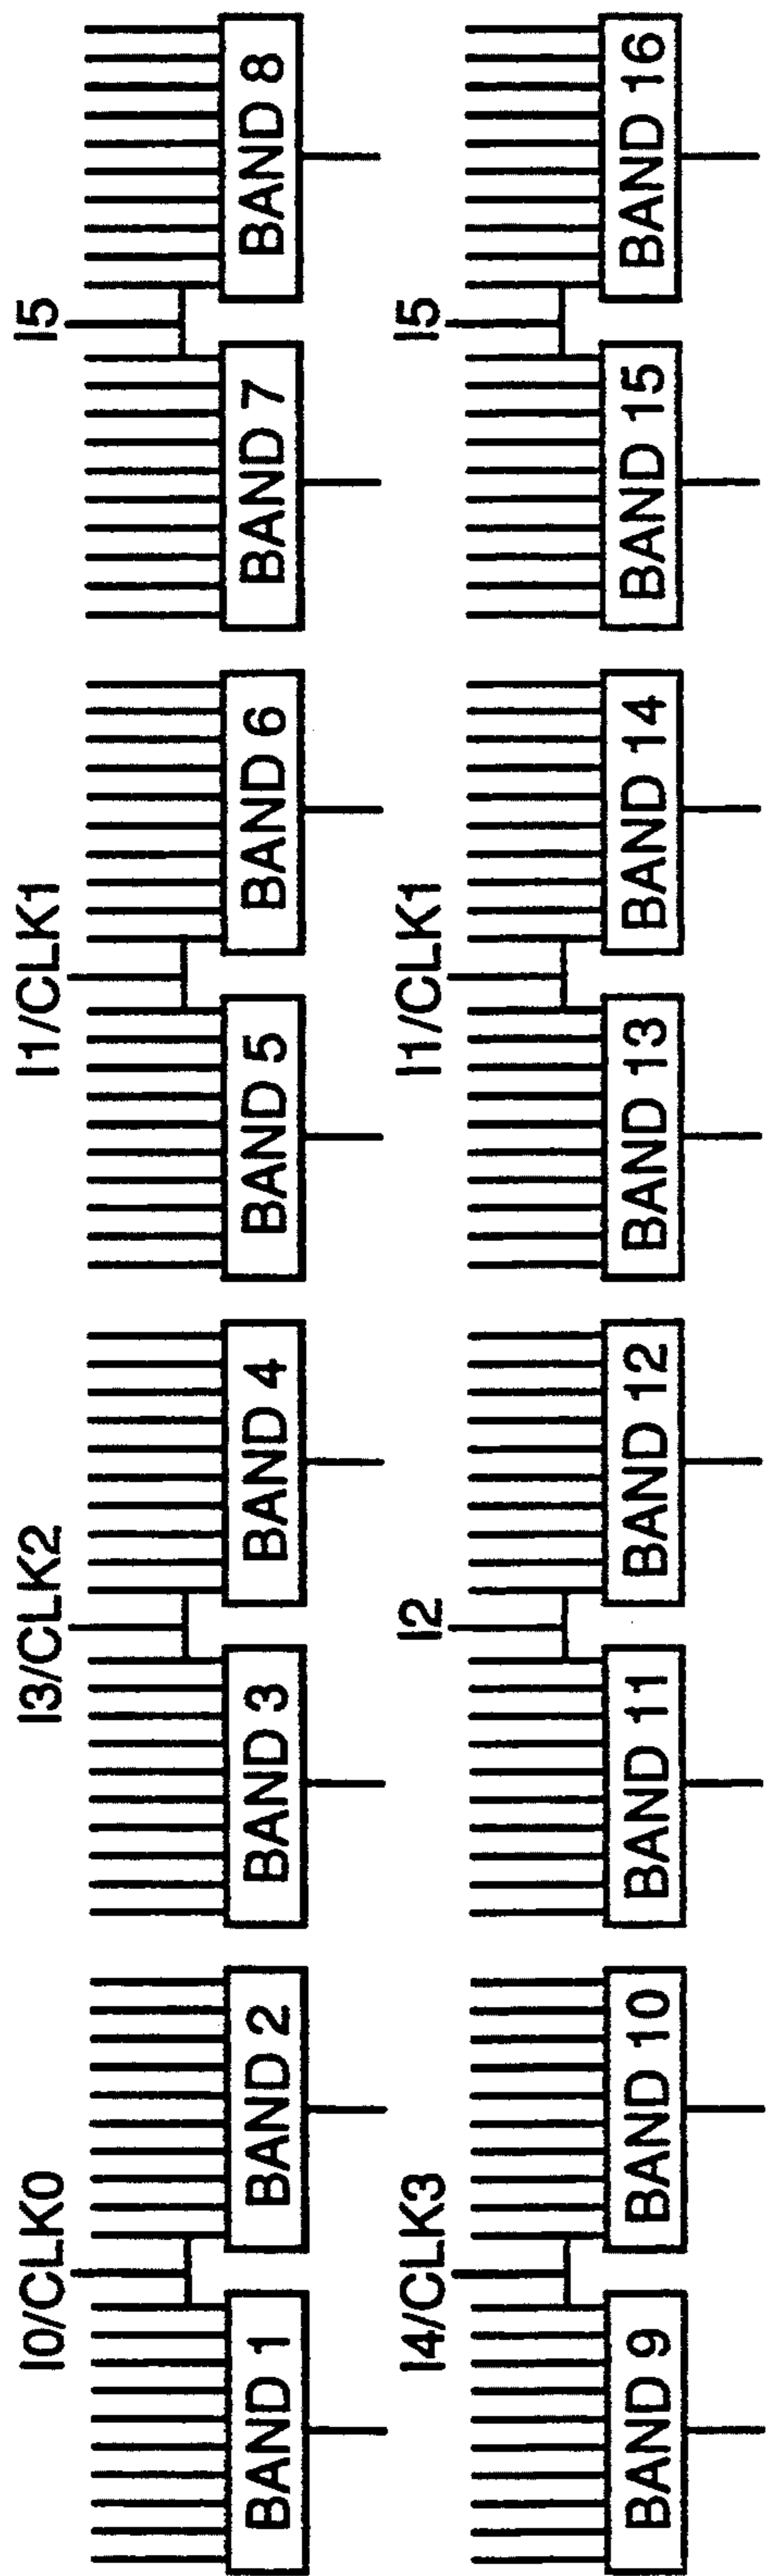 I0/CLK0
I3/CLK2
I1/CLK1
I5
BAND 1
BAND 2
BAND 3
BAND 4
BAND 5
BAND 6
BAND 7
BAND 8
I4/CLK3
I2
I1/CLK1
I5
BAND 9
BAND 10
BAND 11
BAND 12
BAND 13
BAND 14
BAND 15
BAND 16